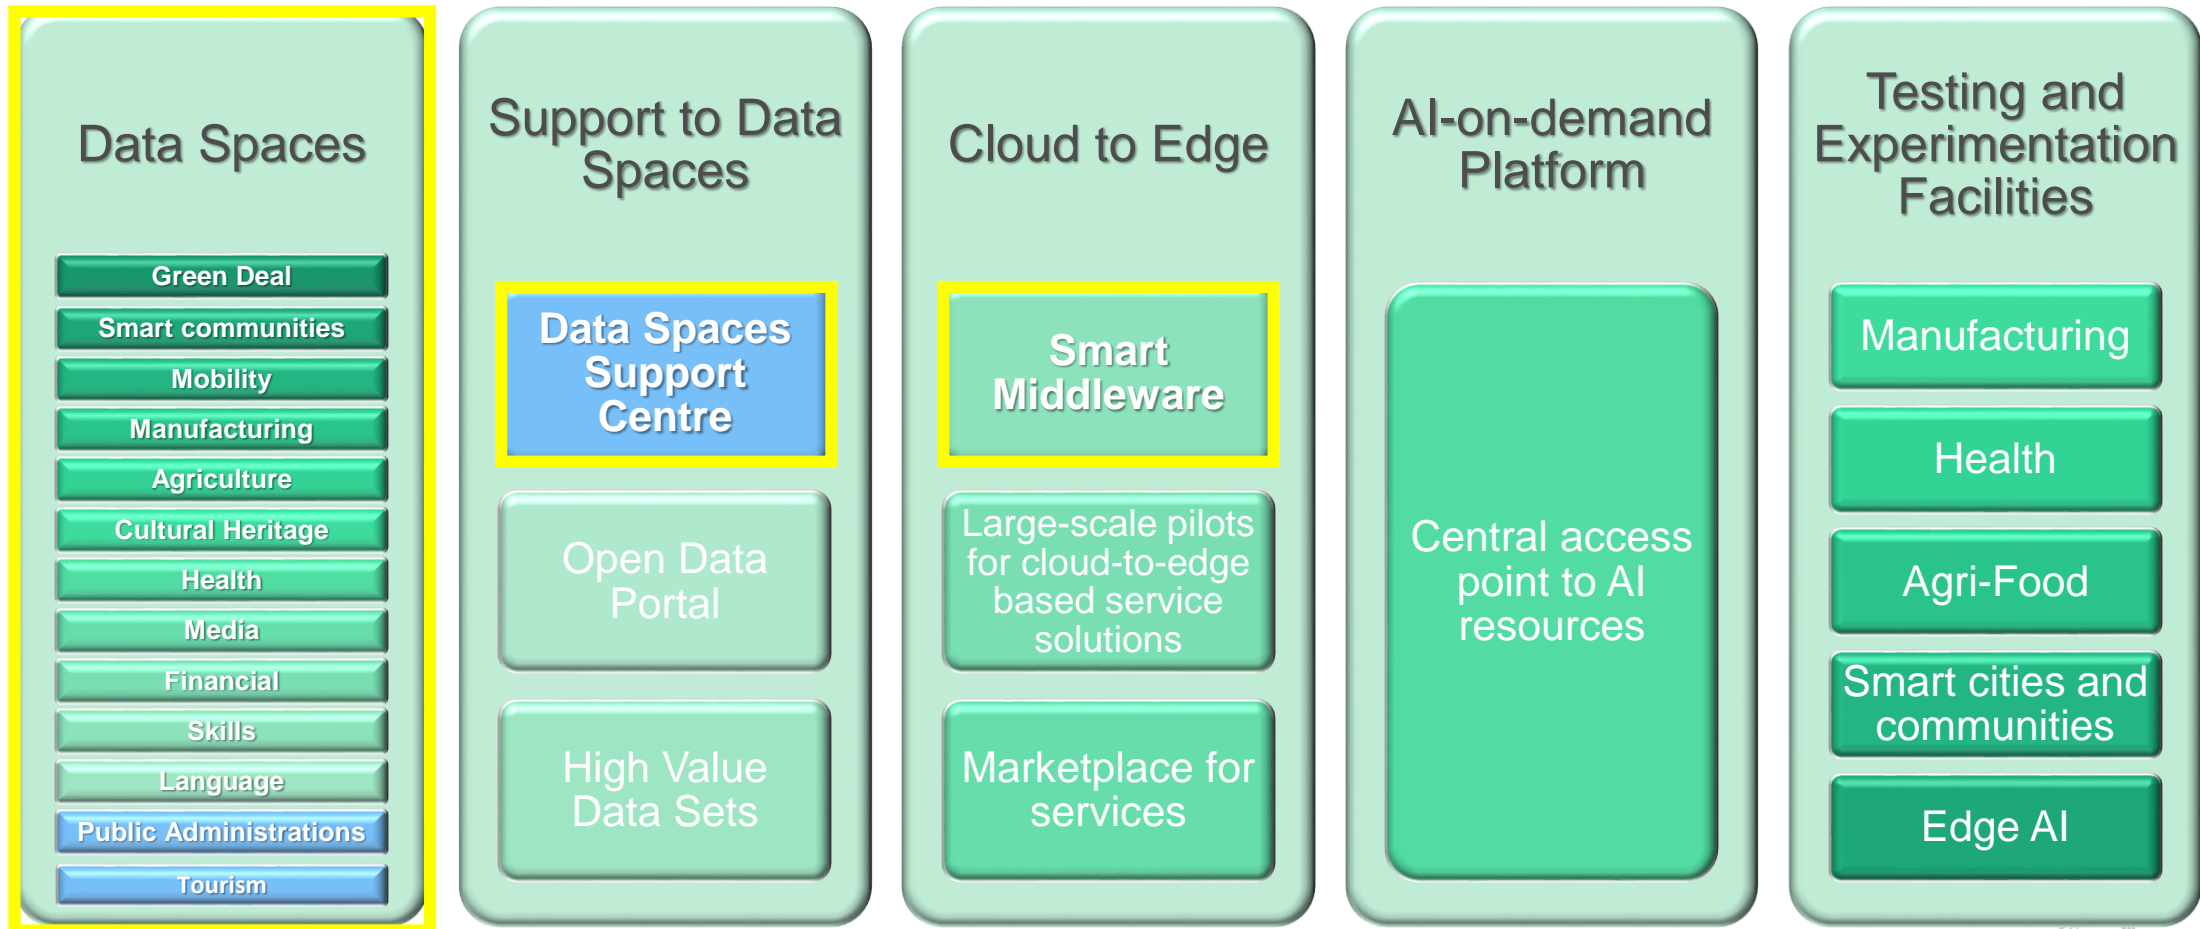 Data Spaces
Green Deal
Smart communities
Mobility
Manufacturing
Agriculture
Cultural Heritage
Health
Media
Financial
Skills
Language
Public Administrations
Tourism
Support to Data
Spaces
Data Spaces
Support
Centre
Open Data
Portal
High Value
Data Sets
Cloud to Edge
Smart
Middleware
Large-scale pilots
for cloud-to-edge
based service
solutions
Marketplace for
services
AI-on-demand
Platform
Central access
point to AI
resources
Testing and
Experimentation
Facilities
Manufacturing
Health
Agri-Food
Smart cities and
communities
Edge AI